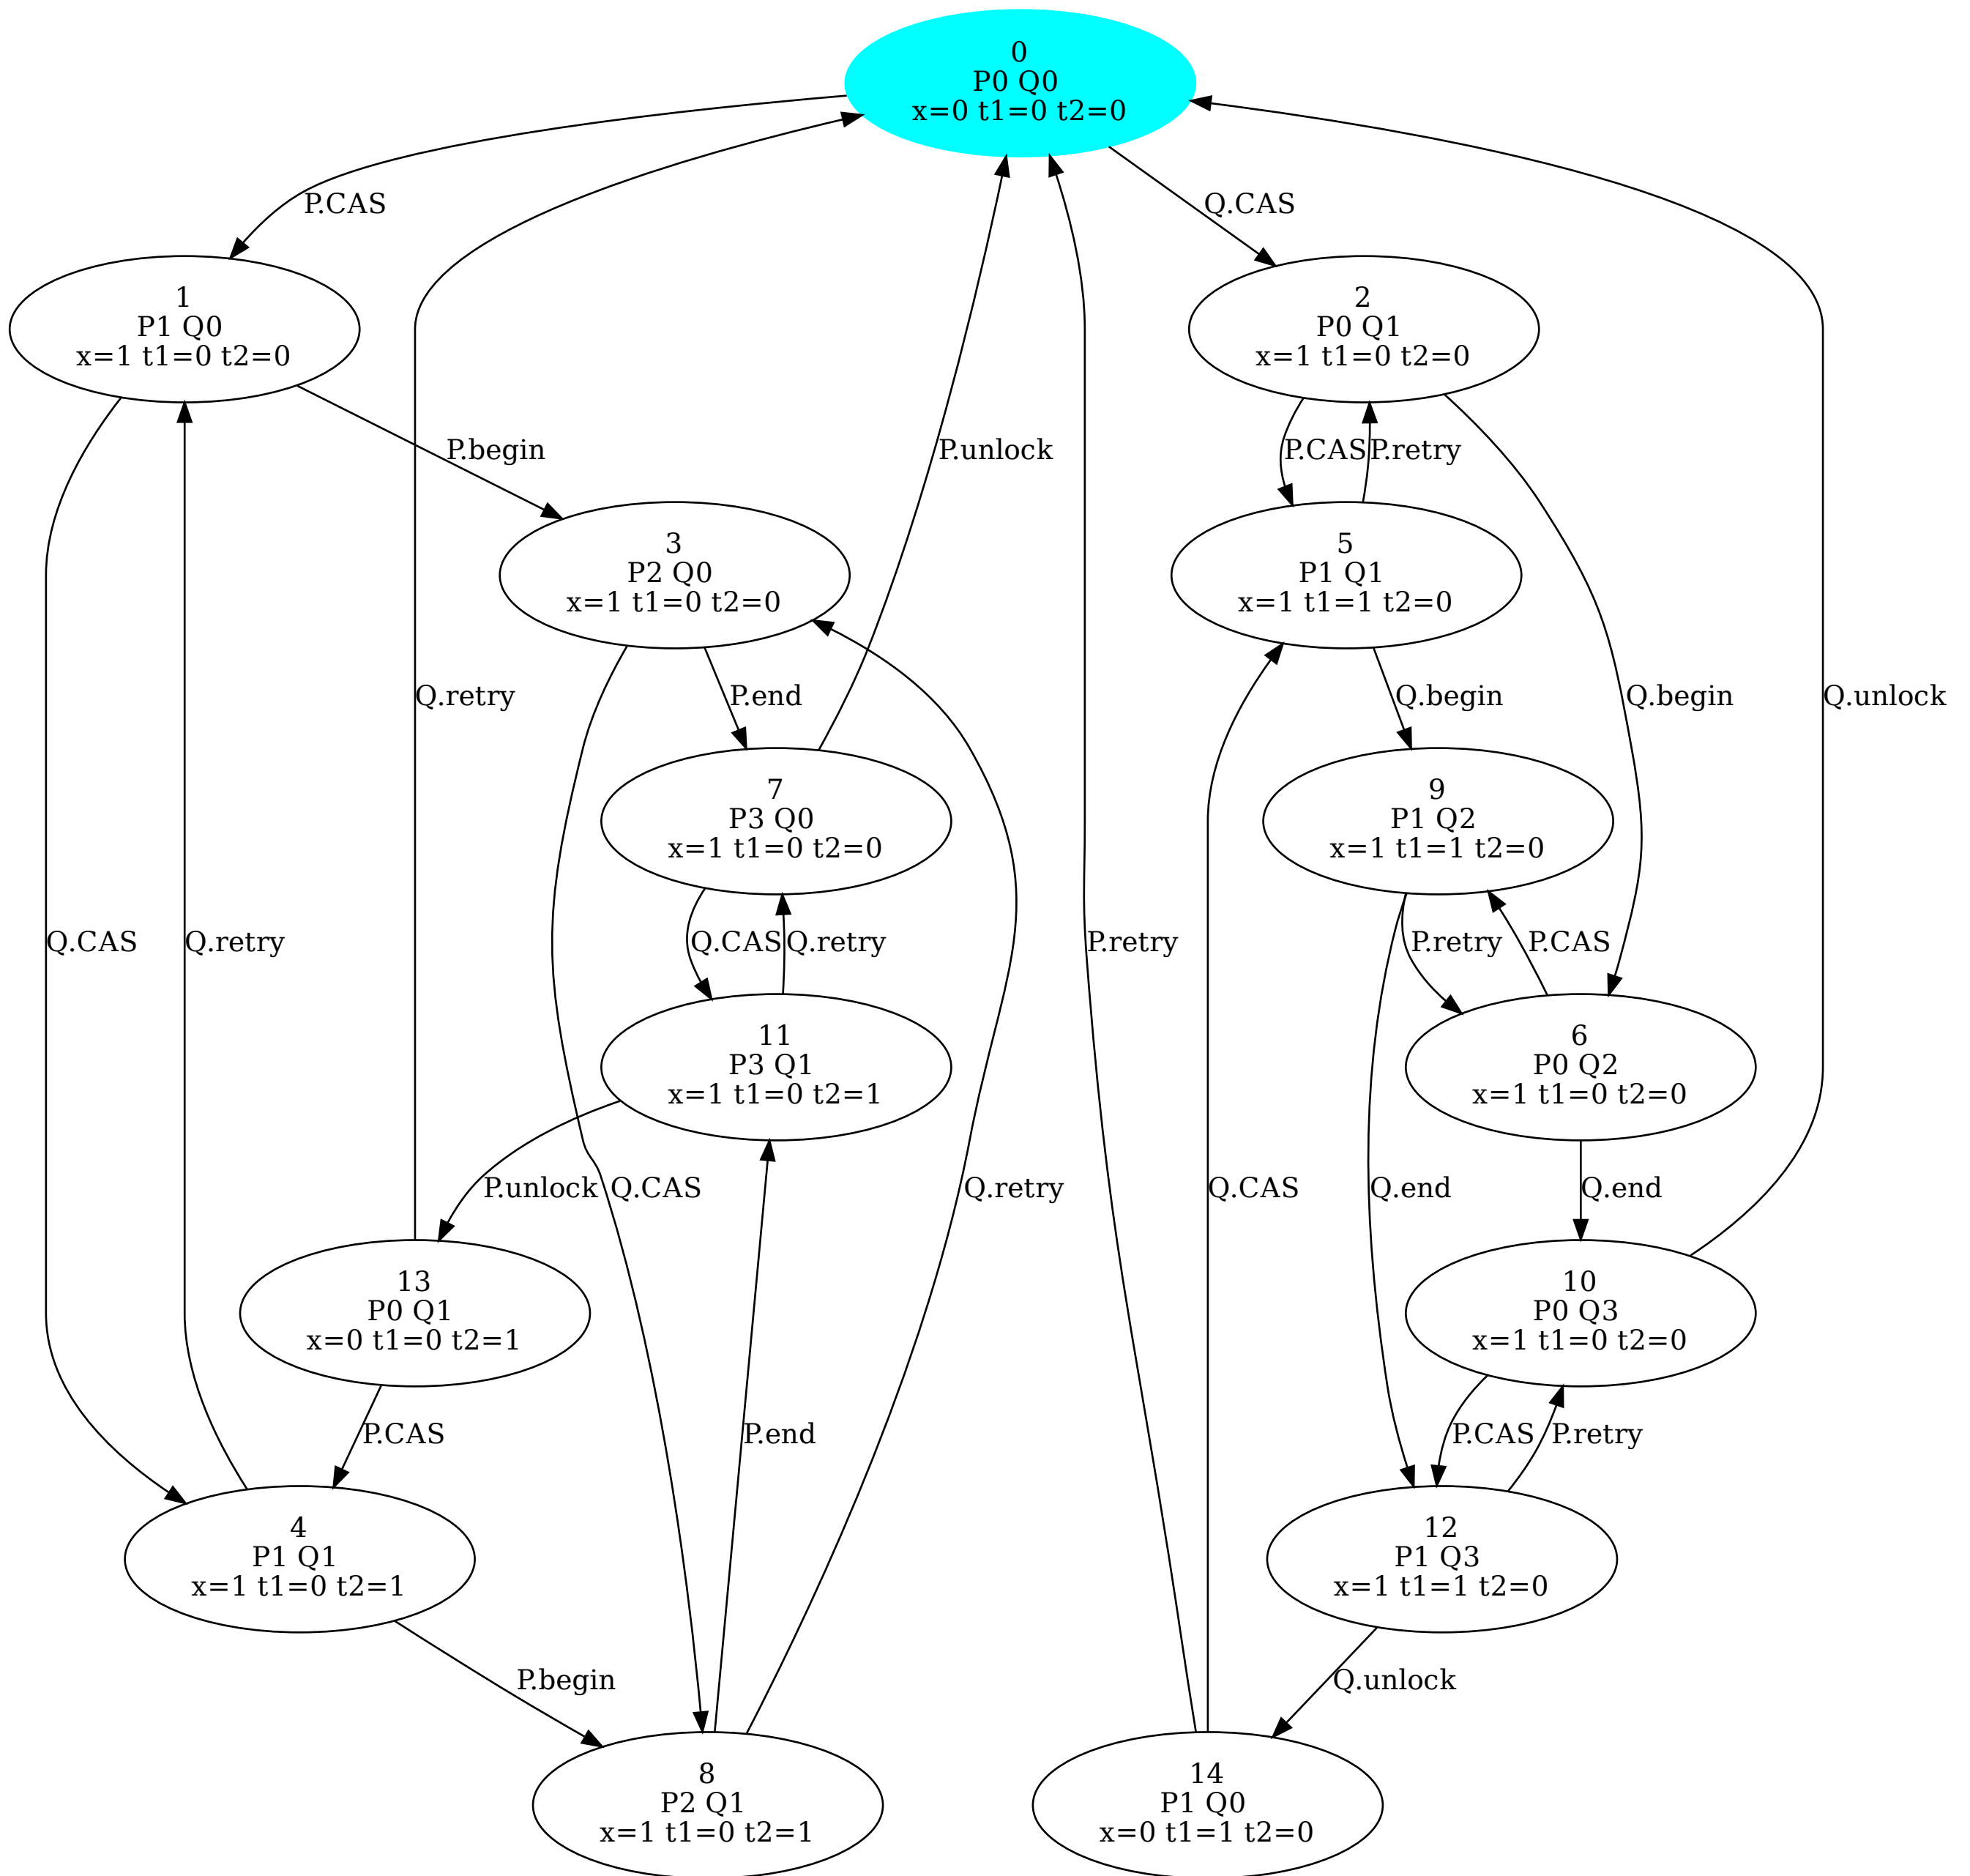 0
P0 Q0
x=0 t1=0 t2=0
P.CAS
Q.CAS
1
P1 Q0
x=1 t1=0 t2=0
2
P0 Q1
x=1 t1=0 t2=0
P.begin
P.unlock
P.CAS
P.retry
3
P2 Q0
x=1 t1=0 t2=0
5
P1 Q1
x=1 t1=1 t2=0
Q.retry
P.end
Q.begin
Q.begin
Q.unlock
7
P3 Q0
x=1 t1=0 t2=0
9
P1 Q2
x=1 t1=1 t2=0
Q.CAS
Q.retry
Q.CAS
Q.retry
P.retry
P.retry
P.CAS
11
P3 Q1
x=1 t1=0 t2=1
6
P0 Q2
x=1 t1=0 t2=0
P.unlock
Q.CAS
Q.retry
Q.CAS
Q.end
Q.end
13
P0 Q1
x=0 t1=0 t2=1
10
P0 Q3
x=1 t1=0 t2=0
P.CAS
P.end
P.CAS
P.retry
4
P1 Q1
x=1 t1=0 t2=1
12
P1 Q3
x=1 t1=1 t2=0
P.begin
Q.unlock
8
P2 Q1
x=1 t1=0 t2=1
14
P1 Q0
x=0 t1=1 t2=0